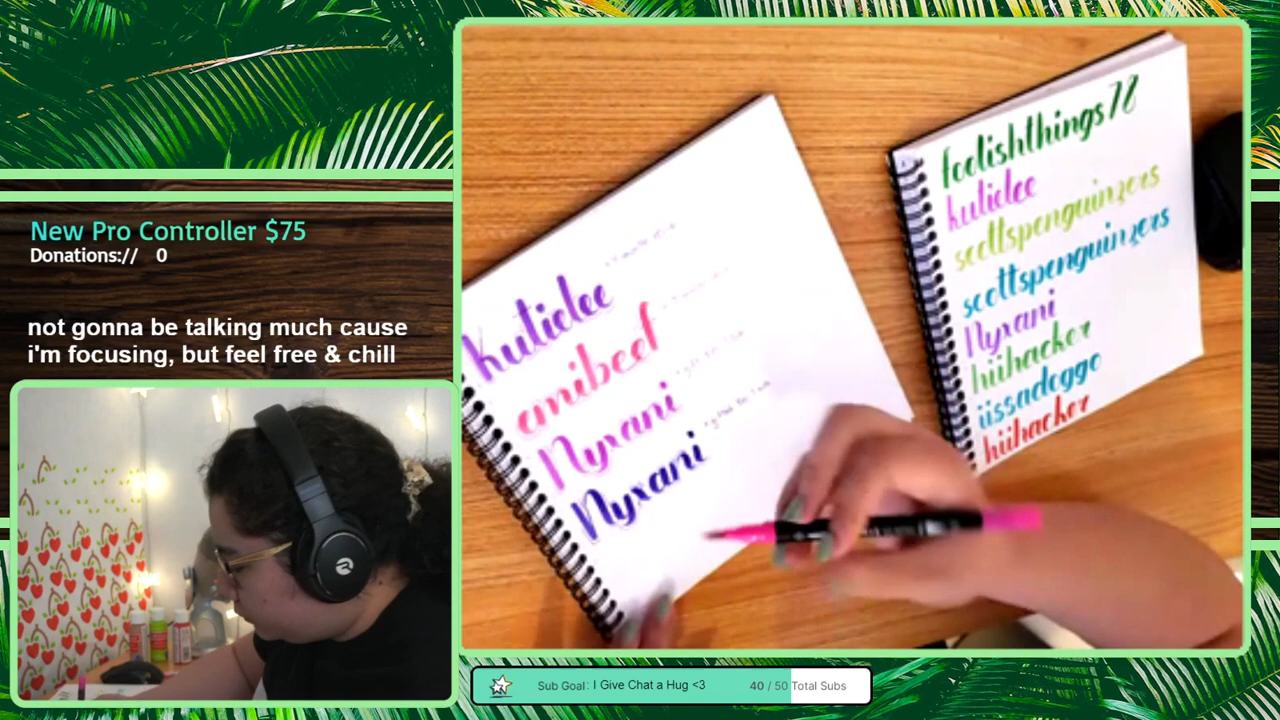 New Pro Controller $75
Donations:// 0
not gonna be talking much cause
i'm focusing, but feel free & chill
kutielee
emibeef
Nyxani
Nyxani
foolishthings78
kutielee
scottspenguinzers
scottspenguinzers
Nyxani
hiihacker
iissadoggo
hiihacker
Sub Goal: I Give Chat a Hug <3 40 / 50 Total Subs